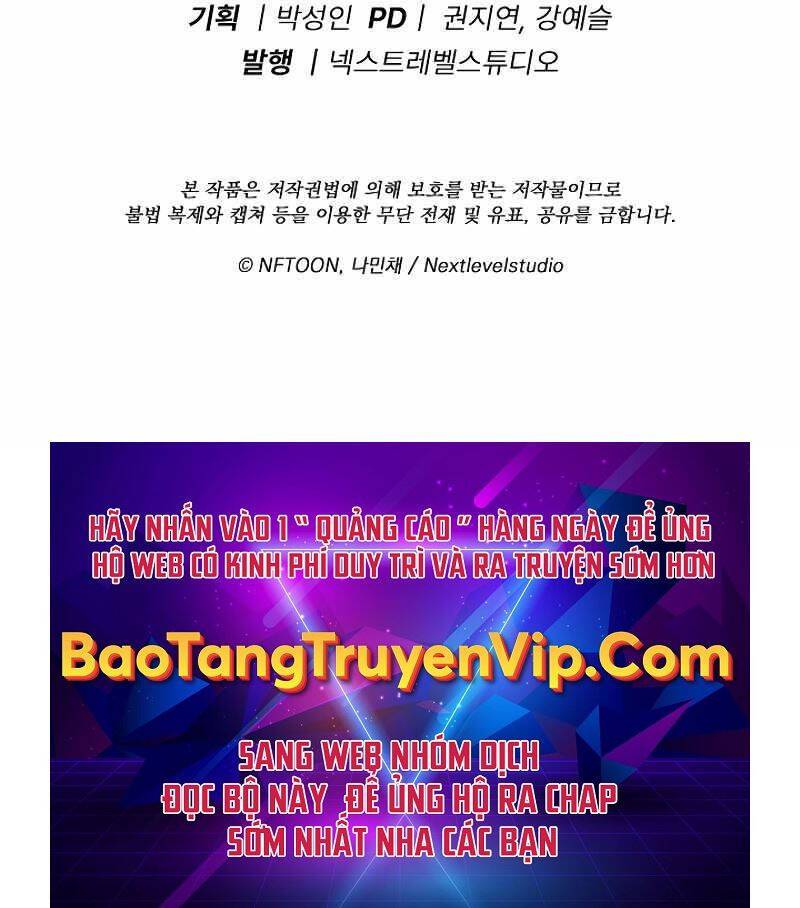 기획 | 박성인 PD | 권지연, 강예슬
발행 | 넥스트레벨스튜디오
본 작품은 저작권법에 의해 보호를 받는 저작물이므로
불법 복제와 캡쳐 등을 이용한 무단 전재 및 유표, 공유를 금합니다.
© NFTOON, 나민채 / Nextlevelstudio
HÃY NHẤN VÀO 1 “ QUẢNG CÁO ” HÀNG NGÀY ĐỂ ỦNG
HỘ WEB CÓ KINH PHÍ DUY TRÌ VÀ RA TRUYỆN SỚM HƠN
BaoTangTruyenVip.Com
SANG WEB NHÓM DỊCH
ĐỌC BỘ NÀY ĐỂ ỦNG HỘ RA CHAP
SỚM NHẤT NHA CÁC BẠN